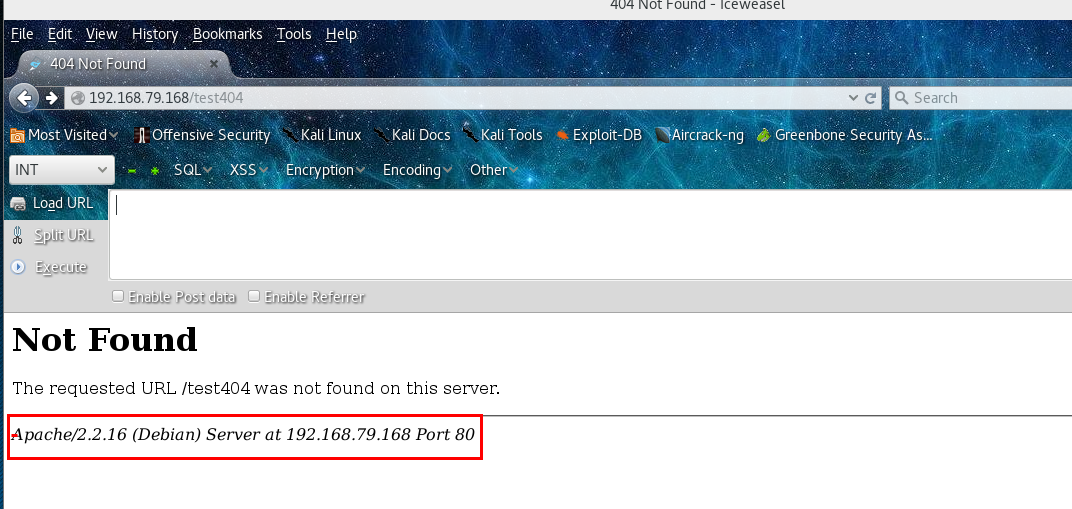 404 Not Found - Iceweasel
File Edit View History Bookmarks Tools Help
404 Not Found
192.168.79.168/test404 Search
Most Visited Offensive Security Kali Linux Kali Docs Kali Tools Exploit-DB Aircrack-ng Greenbone Security As...
INT SQL XSS Encryption Encoding Other
Load URL
Split URL
Execute
Enable Post data Enable Referrer
Not Found
The requested URL /test404 was not found on this server.
Apache/2.2.16 (Debian) Server at 192.168.79.168 Port 80